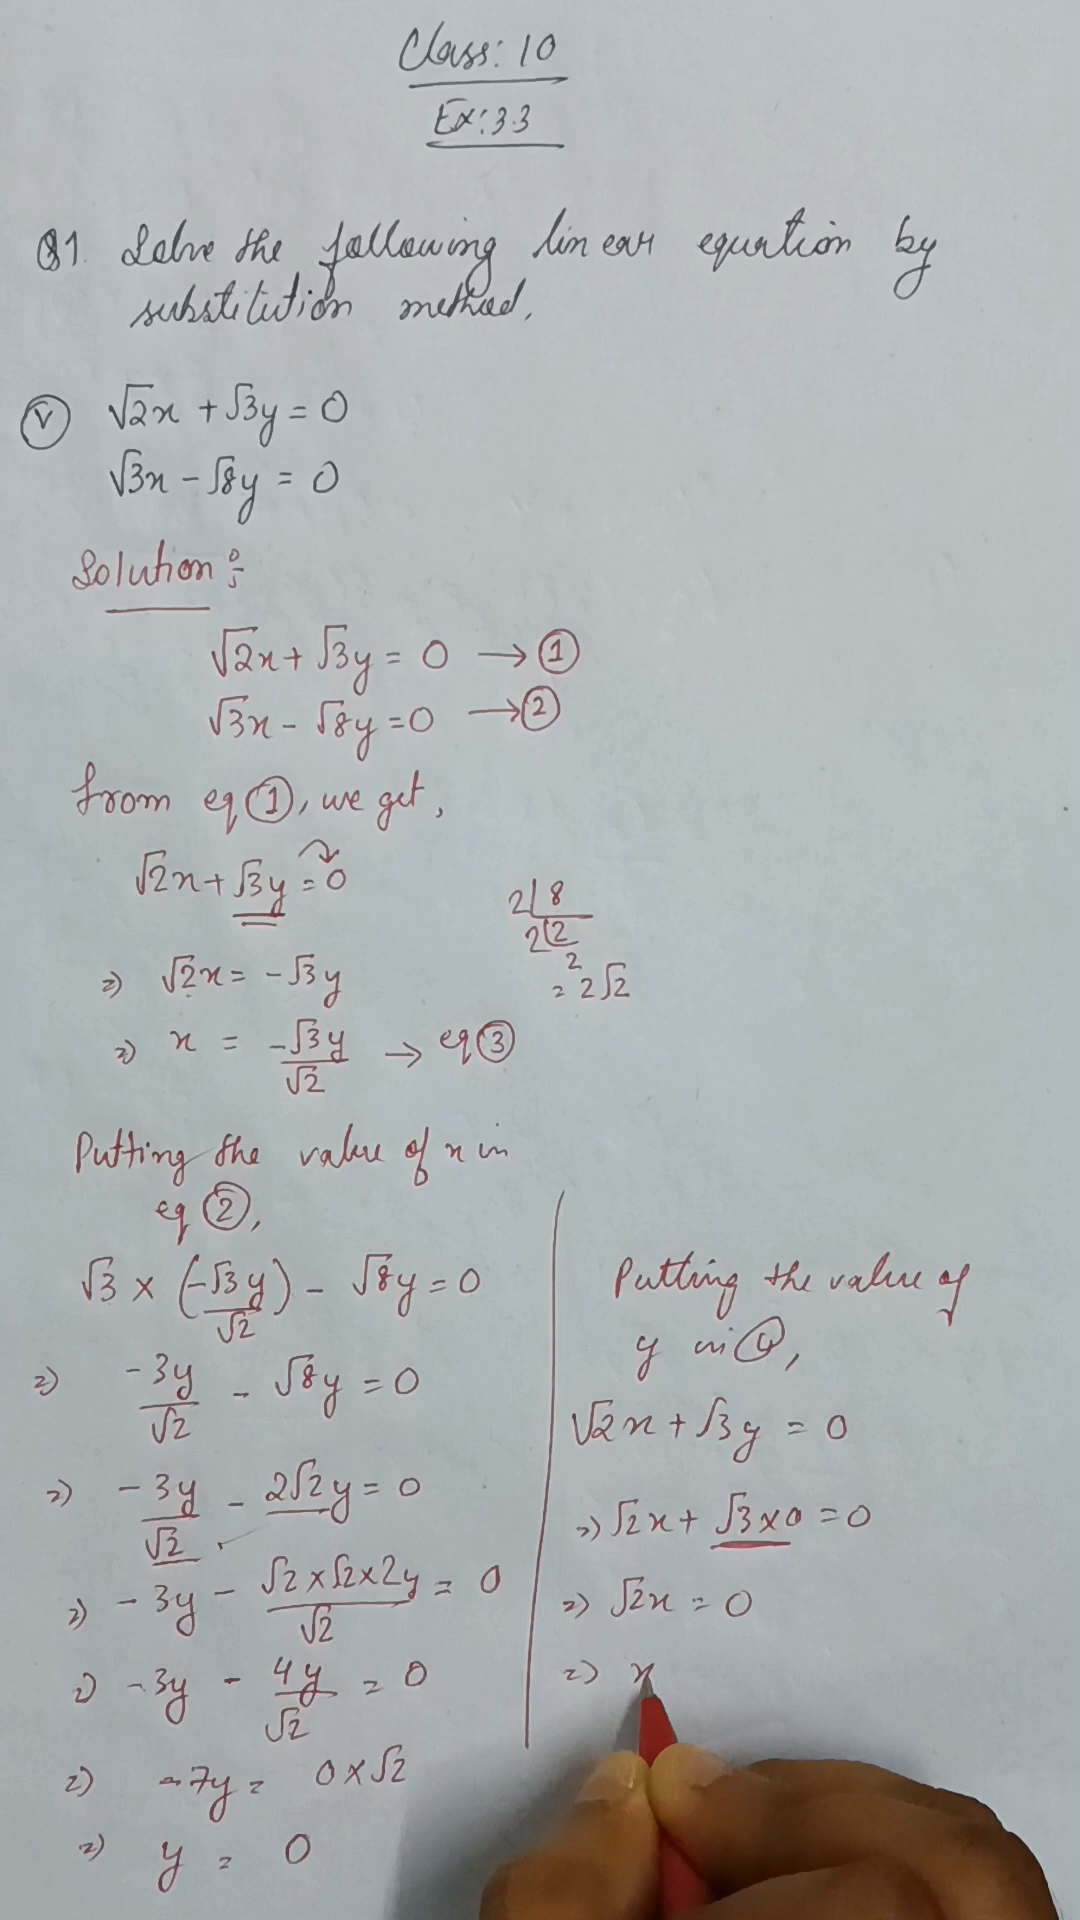 Class: 10
Ex: 3.3
Q1. Solve the following linear equation by
substitution method,
(v) √2x + √3y = 0
√3x - √8y = 0
Solution :-
√2x + √3y = 0 → (1)
√3x - √8y = 0 → (2)
from eq (1), we get,
√2x + √3y = 0
⇒ √2x = -√3y
⇒ x = -√3y/√2 → eq (3)
2|8
2|2
2
= 2√2
Putting the value of x in
eq (2),
√3 × (-√3y/√2) - √8y = 0
⇒ -3y/√2 - √8y = 0
⇒ -3y/√2 - 2√2y = 0
⇒ -3y - √2×√2×2y/√2 = 0
⇒ -3y - 4y/√2 = 0
⇒ -7y = 0×√2
⇒ y = 0
Putting the value of
y in
√2x + √3y = 0
⇒ √2x + √3×0 = 0
⇒ √2x = 0
⇒ x